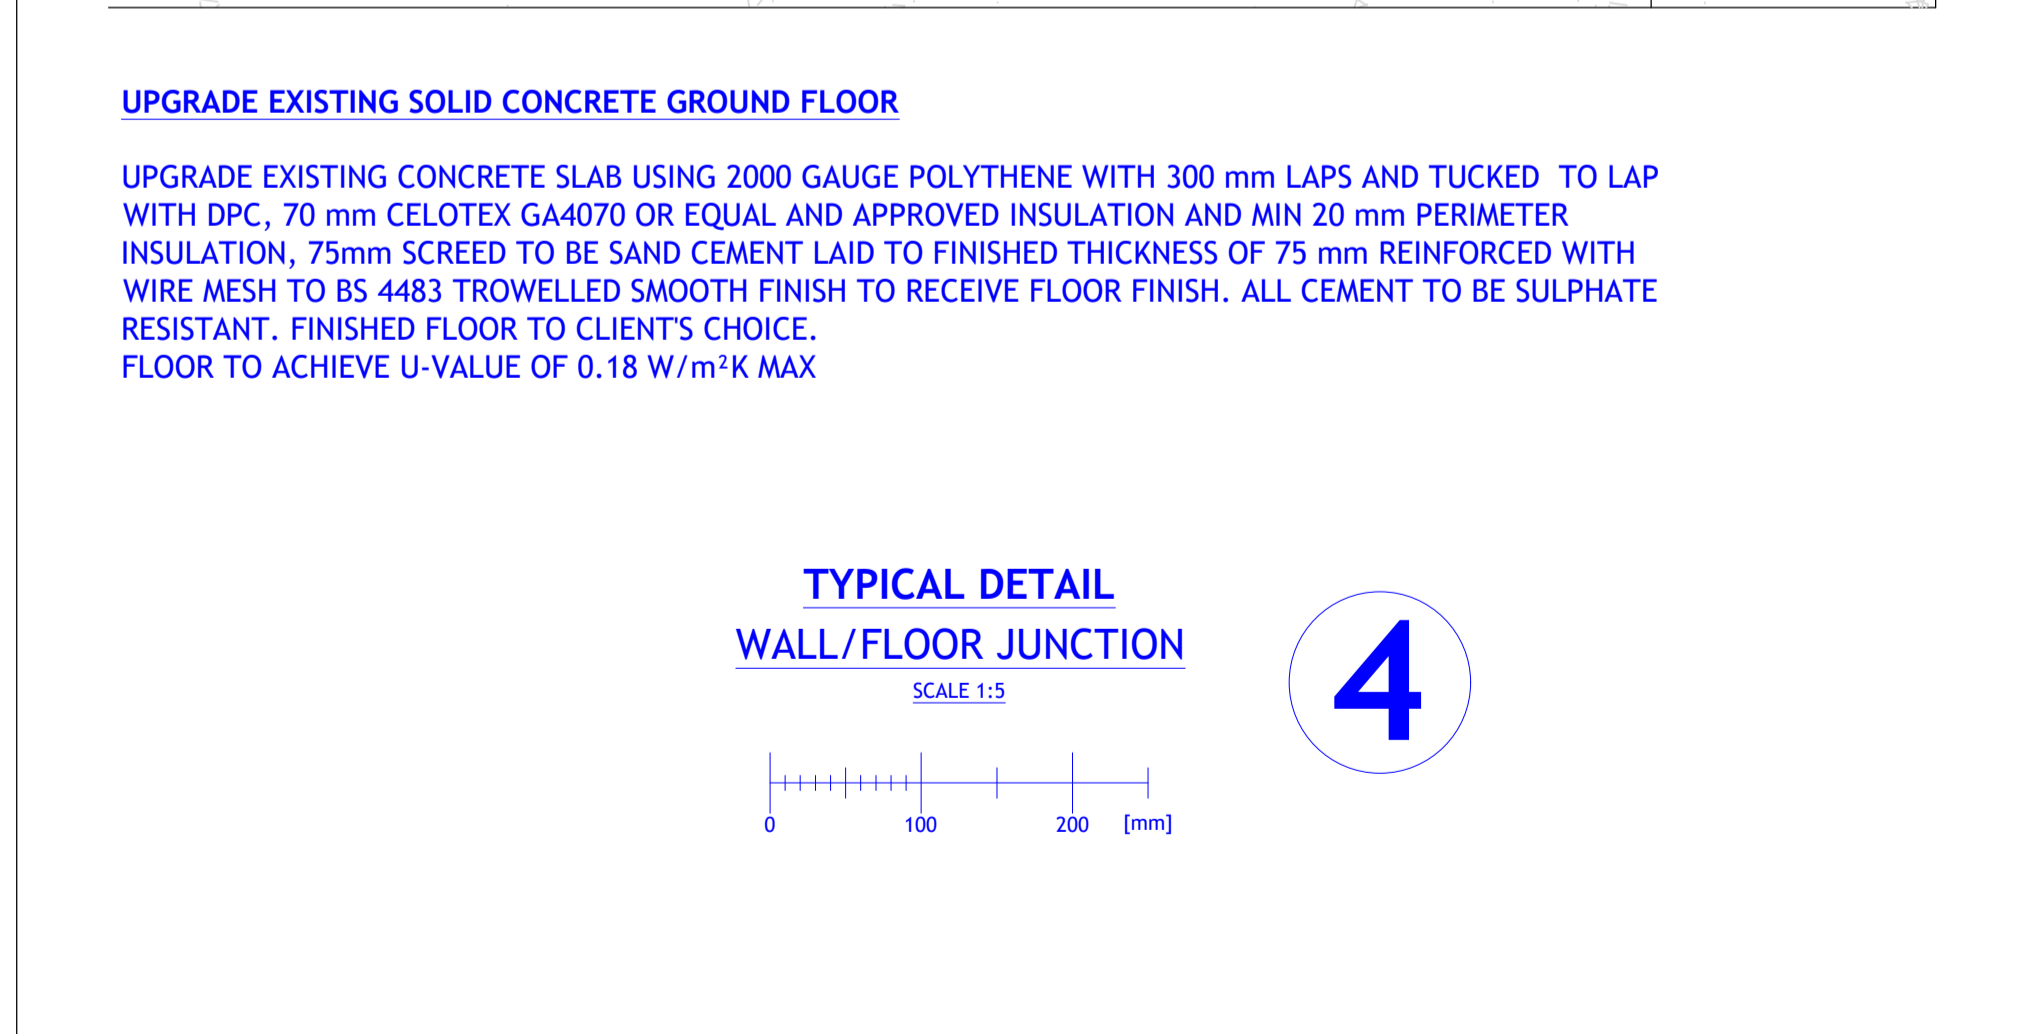 UPGRADE EXISTING SOLID CONCRETE GROUND FLOOR
UPGRADE EXISTING CONCRETE SLAB USING 2000 GAUGE POLYTHENE WITH 300 mm LAPS AND TUCKED  TO LAP
WITH DPC, 70 mm CELOTEX GA4070 OR EQUAL AND APPROVED INSULATION AND MIN 20 mm PERIMETER
INSULATION, 75mm SCREED TO BE SAND CEMENT LAID TO FINISHED THICKNESS OF 75 mm REINFORCED WITH
WIRE MESH TO BS 4483 TROWELLED SMOOTH FINISH TO RECEIVE FLOOR FINISH. ALL CEMENT TO BE SULPHATE
RESISTANT. FINISHED FLOOR TO CLIENT'S CHOICE.
FLOOR TO ACHIEVE U-VALUE OF 0.18 W/m²K MAX
TYPICAL DETAIL
WALL/FLOOR JUNCTION
SCALE 1:5
4
0 100 200 [mm]